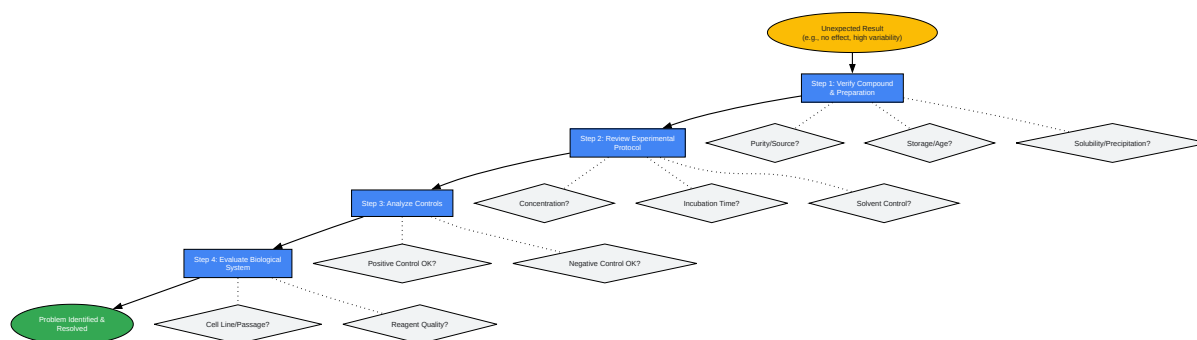 Unexpected Result
(e.g., no effect, high variability)
Step 1: Verify Compound
& Preparation
Step 2: Review Experimental
Protocol
Purity/Source?
Storage/Age?
Solubility/Precipitation?
Step 3: Analyze Controls
Concentration?
Incubation Time?
Solvent Control?
Step 4: Evaluate Biological
System
Positive Control OK?
Negative Control OK?
Problem Identified &
Resolved
Cell Line/Passage?
Reagent Quality?